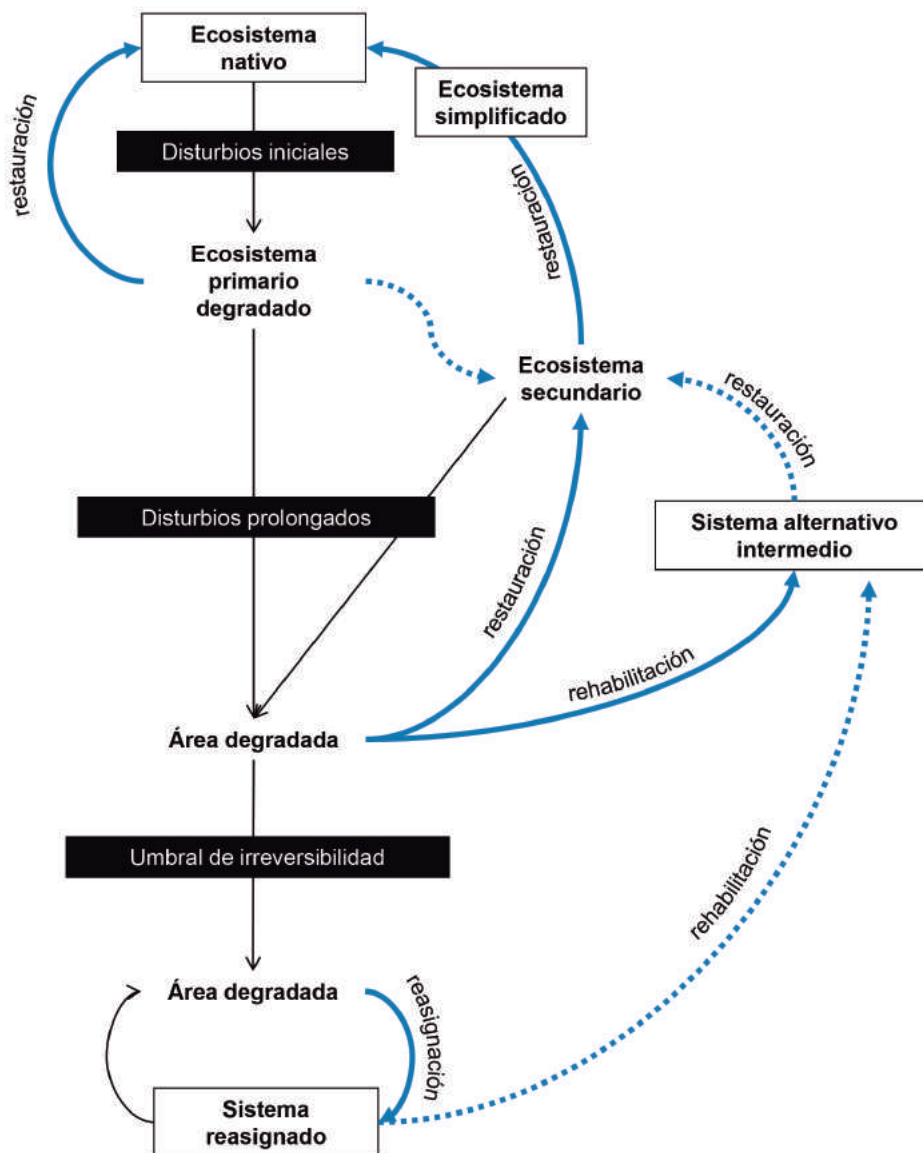 Ecosistema
nativo
Ecosistema
simplificado
restauración
Disturbios iniciales
restauración
Ecosistema
primario
degradado
Ecosistema
secundario
restauración
Disturbios prolongados
Sistema alternativo
intermedio
restauración
rehabilitación
Área degradada
Umbral de irreversibilidad
rehabilitación
Área degradada
reasignación
Sistema
reasignado